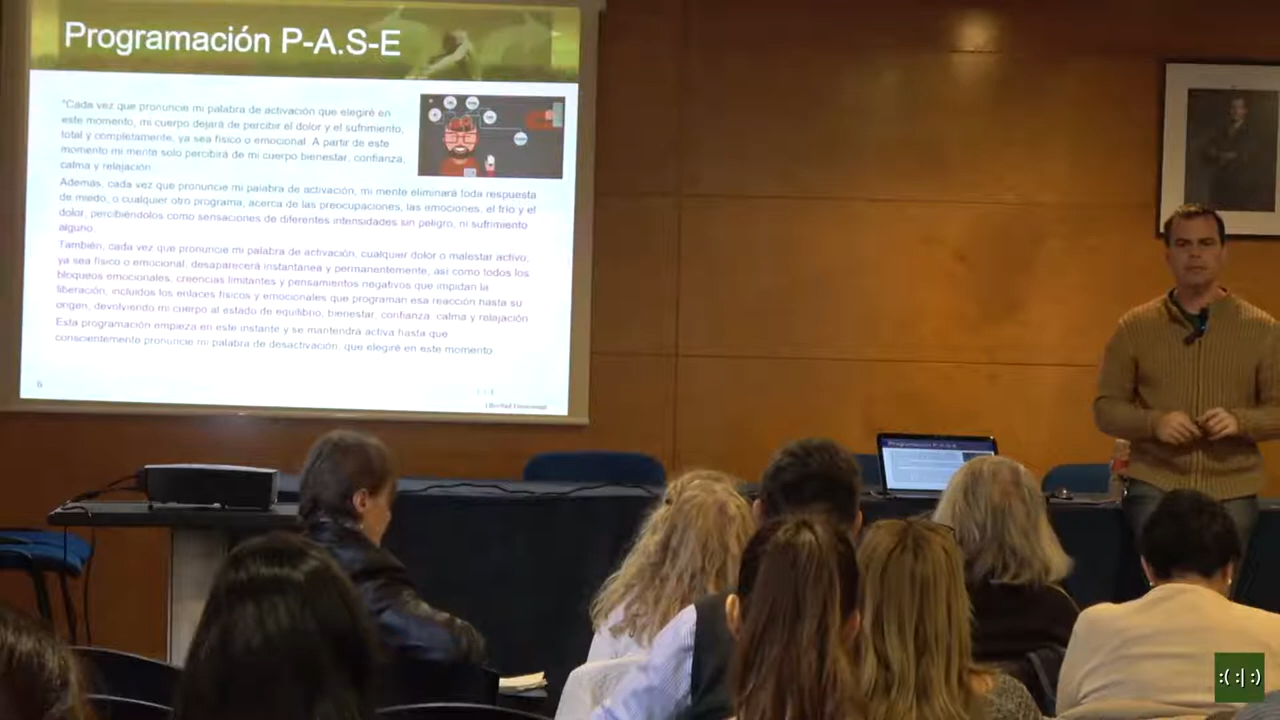 Programación P-A.S-E
"Cada vez que pronuncie mi palabra de activación que elegiré en
este momento, mi cuerpo dejará de percibir el dolor y el sufrimiento,
total y completamente, ya sea físico o emocional. A partir de este
momento mi mente solo percibirá de mi cuerpo bienestar, confianza,
calma y relajación
Además, cada vez que pronuncie mi palabra de activación, mi mente eliminará toda respuesta
de miedo, o cualquier otro programa, acerca de las preocupaciones, las emociones, el frío y el
dolor, percibiéndolos como sensaciones de diferentes intensidades sin peligro, ni sufrimiento
alguno.
También, cada vez que pronuncie mi palabra de activación, cualquier dolor o malestar activo,
ya sea físico o emocional, desaparecerá instantanea y permanentemente, así como todos los
bloqueos emocionales, creencias limitantes y pensamientos negativos que impidan la
liberación, incluidos los enlaces físicos y emocionales que programan esa reacción hasta su
origen, devolviendo mi cuerpo al estado de equilibrio, bienestar, confianza, calma y relajación
Esta programación empieza en este instante y se mantendrá activa hasta que
conscientemente pronuncie mi palabra de desactivación, que elegiré en este momento
6
Programación P-A.S-E
:( :|:)